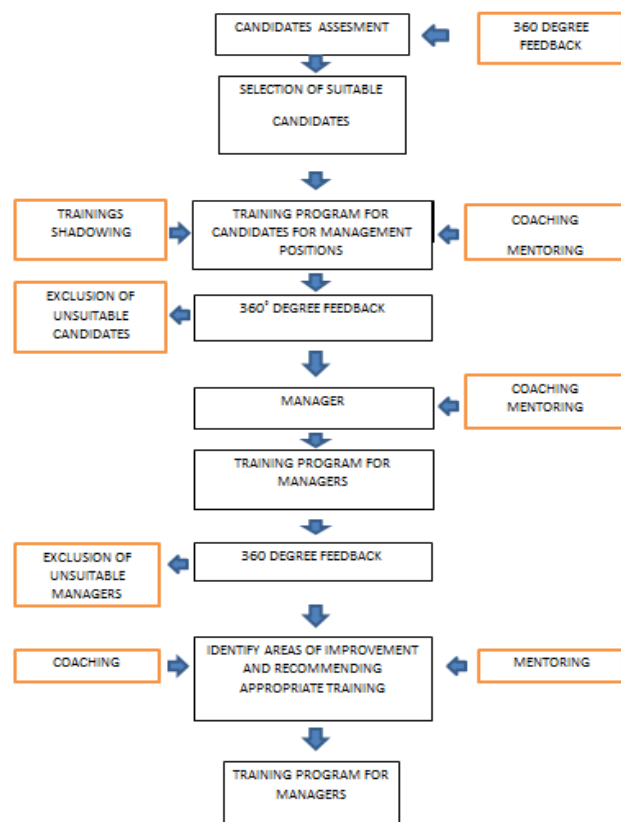 CANDIDATES ASSESMENT
360 DEGREE
FEEDBACK
SELECTION OF SUITABLE
CANDIDATES
TRAININGS
SHADOWING
TRAINING PROGRAM FOR
CANDIDATES FOR MANAGEMENT
POSITIONS
COACHING
MENTORING
EXCLUSION OF
UNSUITABLE
CANDIDATES
360° DEGREE FEEDBACK
MANAGER
COACHING
MENTORING
TRAINING PROGRAM FOR
MANAGERS
EXCLUSION OF
UNSUITABLE
MANAGERS
360 DEGREE FEEDBACK
COACHING
IDENTIFY AREAS OF IMPROVEMENT
AND RECOMMENDING
APPROPRIATE TRAINING
MENTORING
TRAINING PROGRAM FOR
MANAGERS